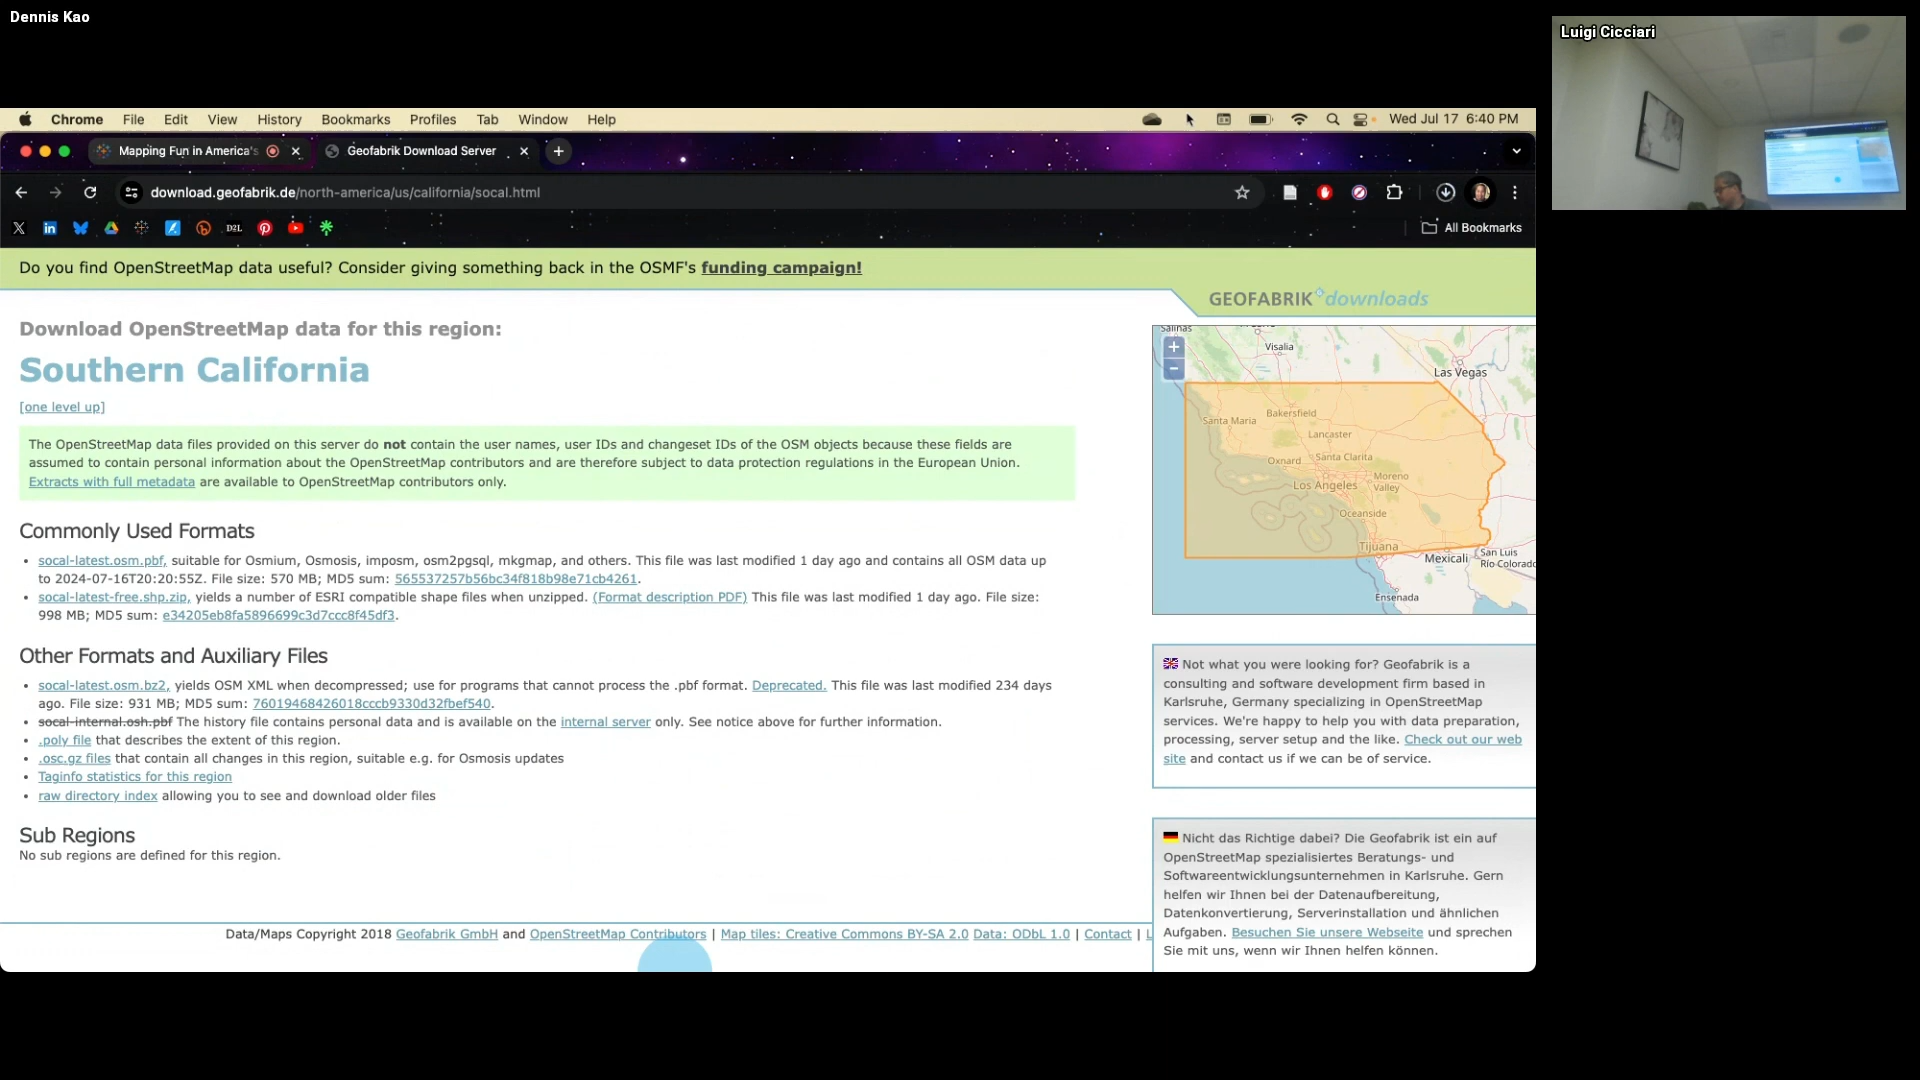 Dennis Kao
Luigi Cicciari
Chrome File Edit View History Bookmarks Profiles Tab Window Help Wed Jul 17 6:40 PM
Mapping Fun in America's Geofabrik Download Server
download.geofabrik.de/north-america/us/california/socal.html
D2L All Bookmarks
Do you find OpenStreetMap data useful? Consider giving something back in the OSMF's funding campaign!
GEOFABRIK downloads
Download OpenStreetMap data for this region:
Southern California
[one level up]
The OpenStreetMap data files provided on this server do not contain the user names, user IDs and changeset IDs of the OSM objects because these fields are
assumed to contain personal information about the OpenStreetMap contributors and are therefore subject to data protection regulations in the European Union.
Extracts with full metadata are available to OpenStreetMap contributors only.
Commonly Used Formats
• socal-latest.osm.pbf, suitable for Osmium, Osmosis, imposm, osm2pgsql, mkgmap, and others. This file was last modified 1 day ago and contains all OSM data up
to 2024-07-16T20:20:55Z. File size: 570 MB; MD5 sum: 565537257b56bc34f818b98e71cb4261.
• socal-latest-free.shp.zip, yields a number of ESRI compatible shape files when unzipped. (Format description PDF) This file was last modified 1 day ago. File size:
998 MB; MD5 sum: e34205eb8fa5896699c3d7ccc8f45df3.
Other Formats and Auxiliary Files
• socal-latest.osm.bz2, yields OSM XML when decompressed; use for programs that cannot process the .pbf format. Deprecated. This file was last modified 234 days
ago. File size: 931 MB; MD5 sum: 76019468426018cccb9330d32fbef540.
• socal-internal.osh.pbf The history file contains personal data and is available on the internal server only. See notice above for further information.
• .poly file that describes the extent of this region.
• .osc.gz files that contain all changes in this region, suitable e.g. for Osmosis updates
• Taginfo statistics for this region
• raw directory index allowing you to see and download older files
Sub Regions
No sub regions are defined for this region.
Salinas
Visalia
Las Vegas
Bakersfield
Santa Maria
Lancaster
Oxnard
Santa Clarita
Moreno
Valley
Los Angeles
Oceanside
Tijuana
Mexicali
San Luis
Río Colorado
Ensenada
Not what you were looking for? Geofabrik is a
consulting and software development firm based in
Karlsruhe, Germany specializing in OpenStreetMap
services. We're happy to help you with data preparation,
processing, server setup and the like. Check out our web
site and contact us if we can be of service.
Nicht das Richtige dabei? Die Geofabrik ist ein auf
OpenStreetMap spezialisiertes Beratungs- und
Softwareentwicklungsunternehmen in Karlsruhe. Gern
helfen wir Ihnen bei der Datenaufbereitung,
Datenkonvertierung, Serverinstallation und ähnlichen
Aufgaben. Besuchen Sie unsere Webseite und sprechen
Sie mit uns, wenn wir Ihnen helfen können.
Data/Maps Copyright 2018 Geofabrik GmbH and OpenStreetMap Contributors | Map tiles: Creative Commons BY-SA 2.0 Data: ODbL 1.0 | Contact |